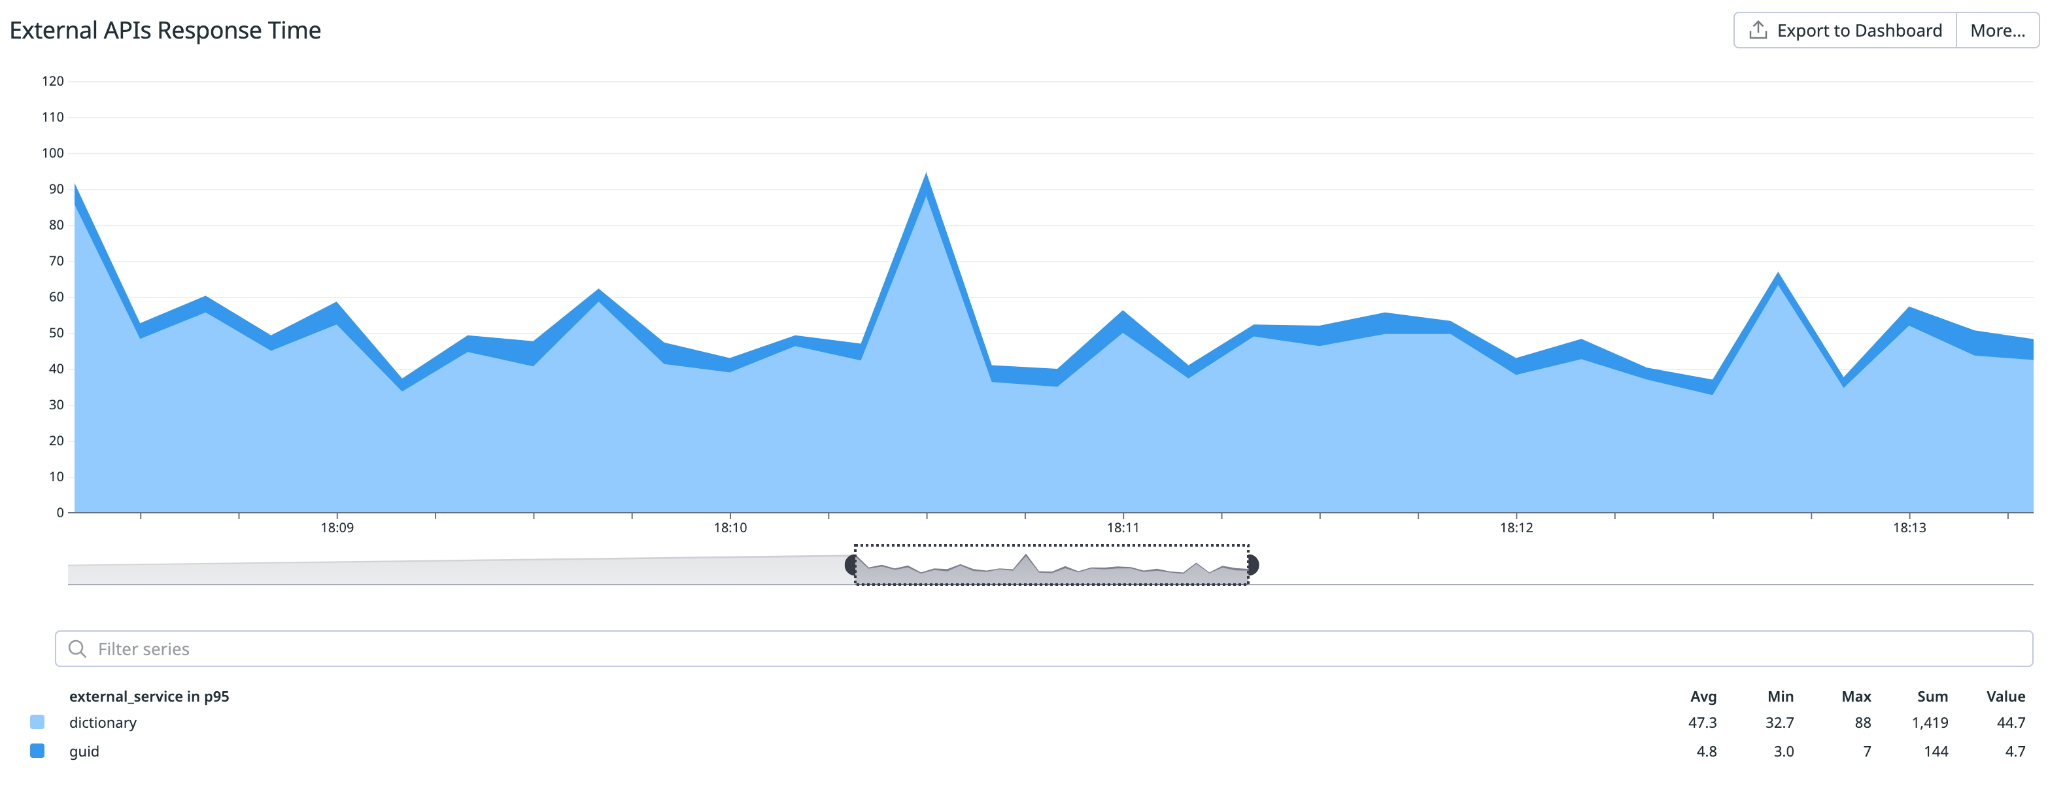 External APIs Response Time
Export to Dashboard More...
120
110
100
90
80
70
60
50
40
30
20
10
0
18:09 18:10 18:11 18:12 18:13
Filter series
external_service in p95 Avg Min Max Sum Value
dictionary 47.3 32.7 88 1,419 44.7
guid 4.8 3.0 7 144 4.7